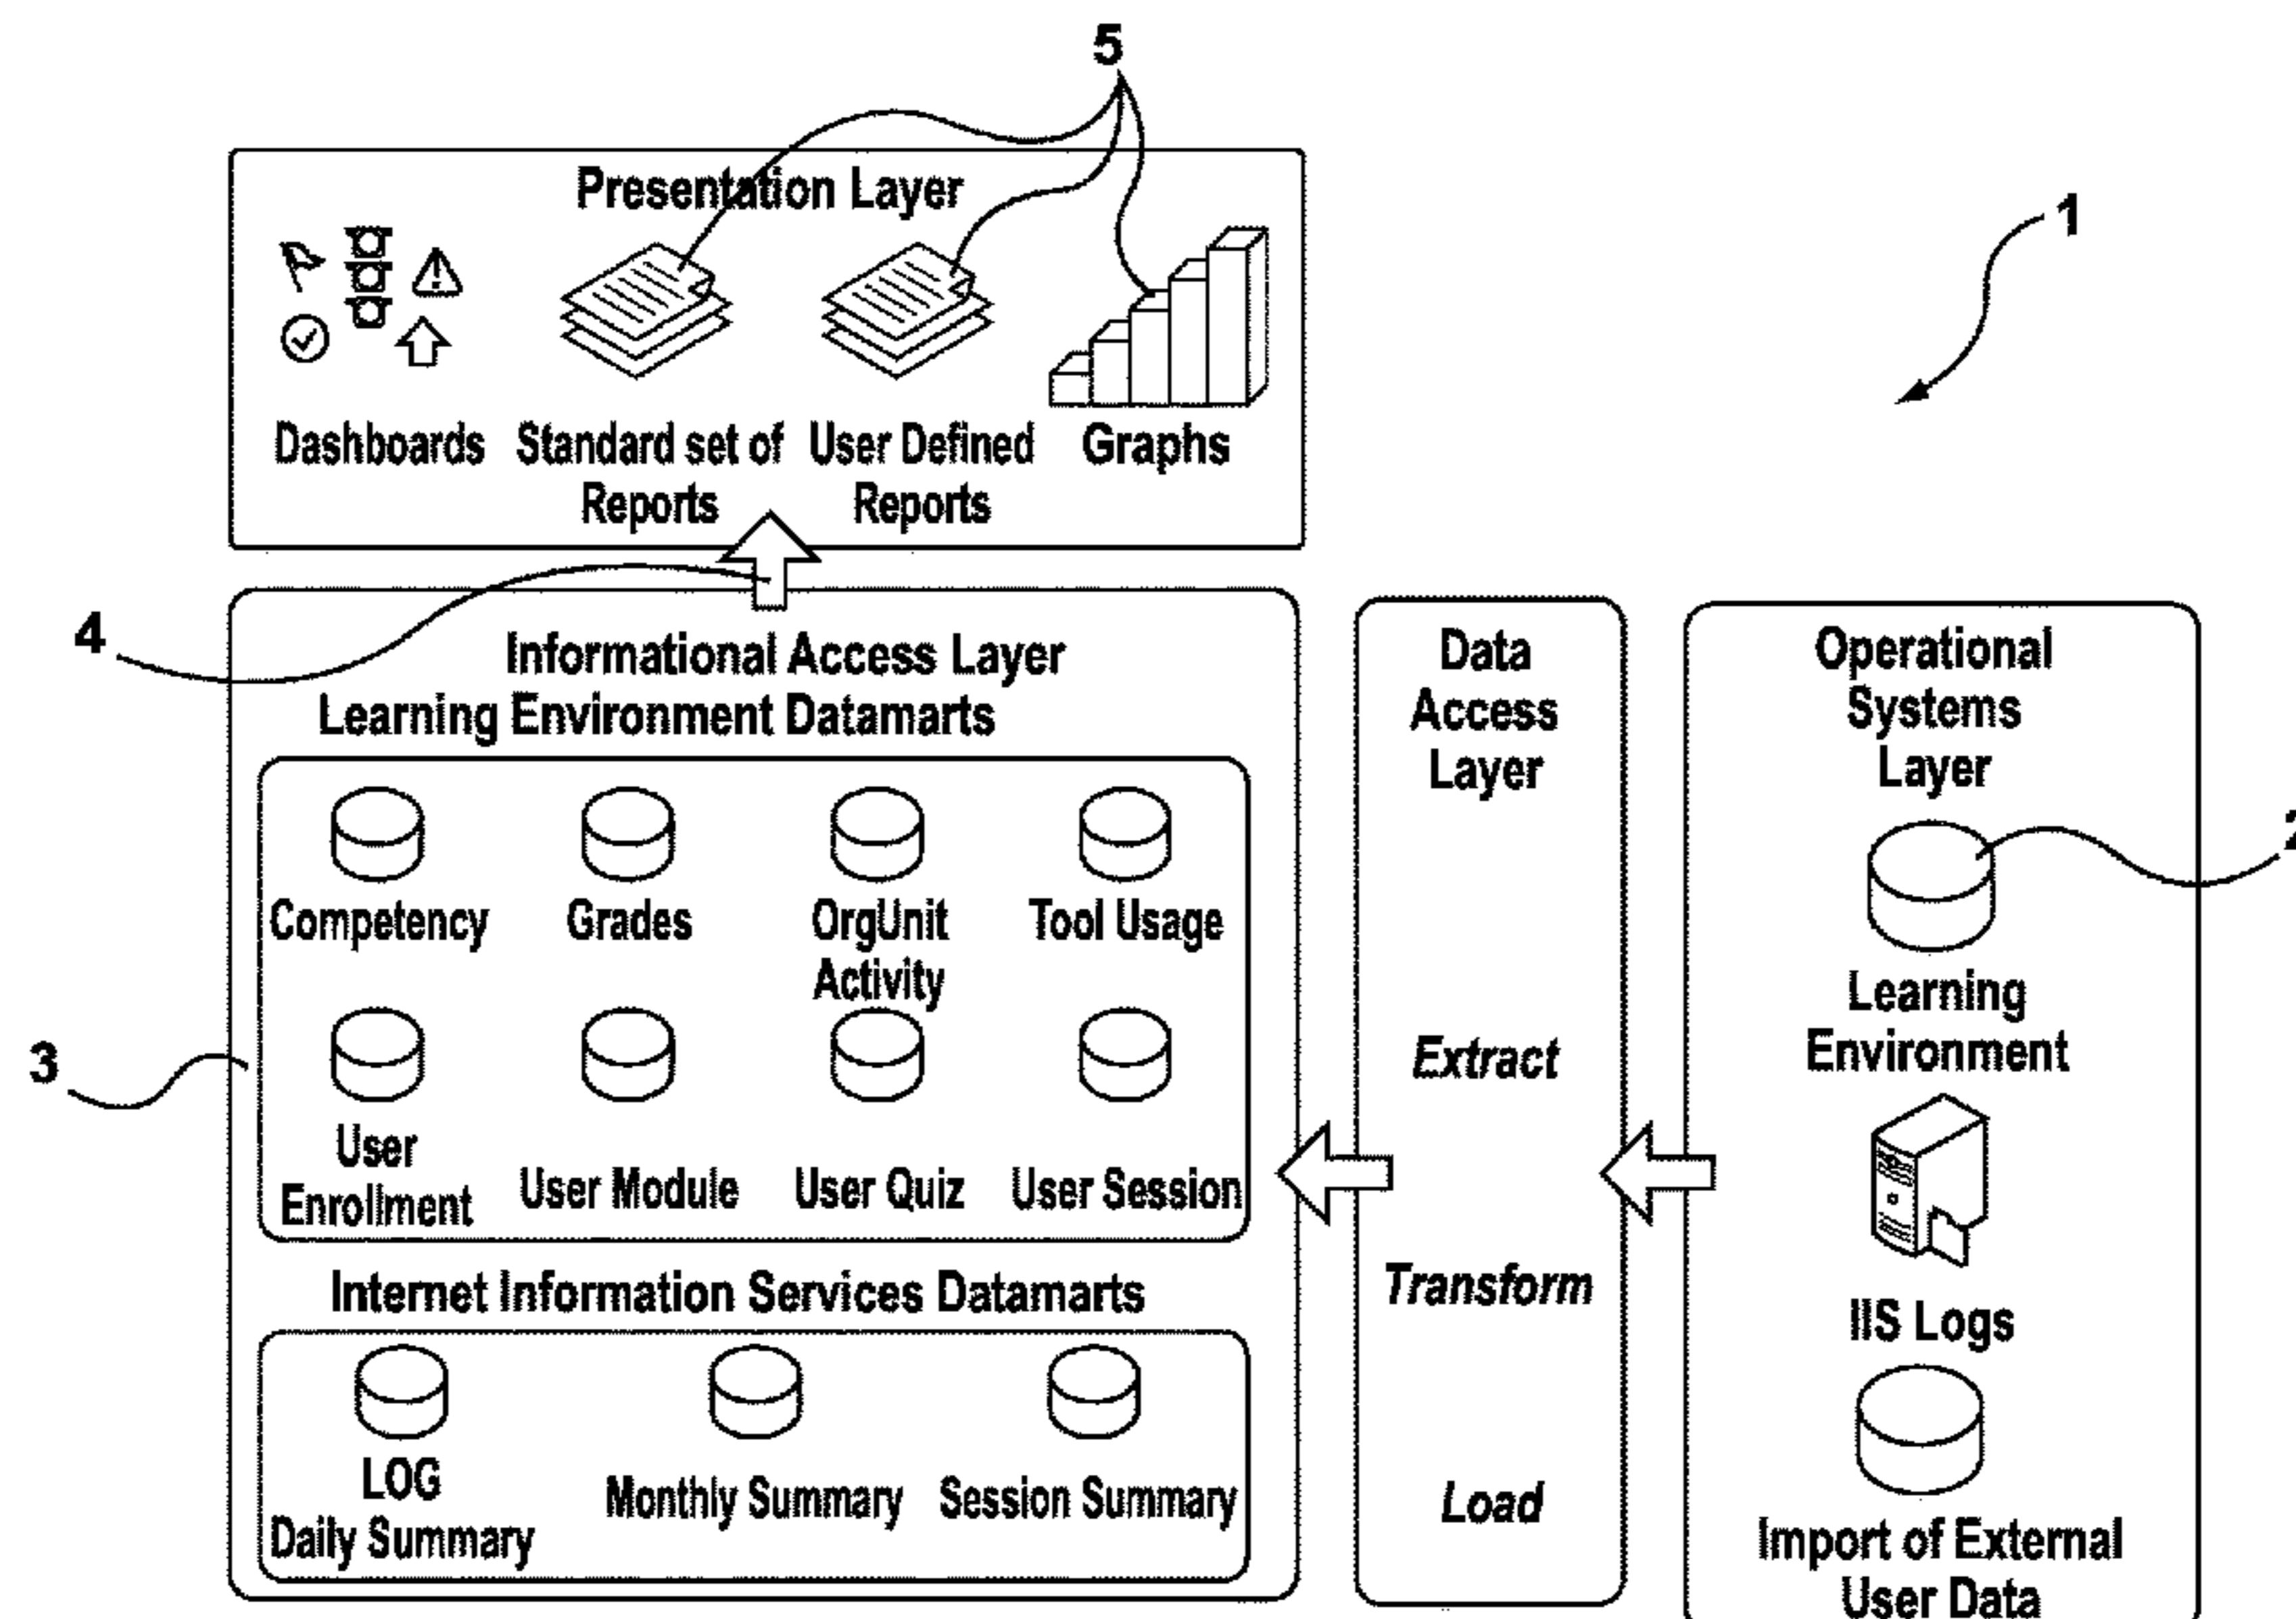 5
Presentation Layer
1
Dashboards
Standard set of
Reports
User Defined
Reports
Graphs
4
Informational Access Layer
Learning Environment Datamarts
Competency
Grades
OrgUnit
Activity
Tool Usage
3
User
Enrollment
User Module
User Quiz
User Session
Internet Information Services Datamarts
LOG
Daily Summary
Monthly Summary
Session Summary
Data
Access
Layer
Extract
Transform
Load
Operational
Systems
Layer
2
Learning
Environment
IIS Logs
Import of External
User Data